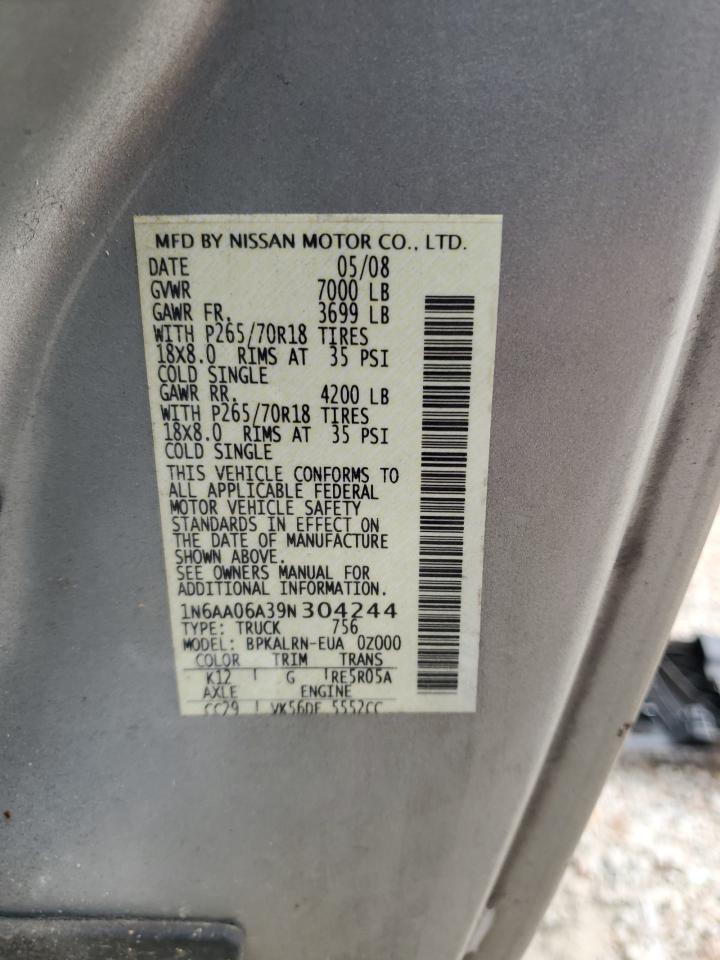 MFD BY NISSAN MOTOR CO., LTD.
DATE 05/08
GVWR 7000 LB
GAWR FR. 3699 LB
WITH P265/70R18 TIRES
18X8.0 RIMS AT 35 PSI
COLD SINGLE
GAWR RR. 4200 LB
WITH P265/70R18 TIRES
18X8.0 RIMS AT 35 PSI
COLD SINGLE
THIS VEHICLE CONFORMS TO
ALL APPLICABLE FEDERAL
MOTOR VEHICLE SAFETY
STANDARDS IN EFFECT ON
THE DATE OF MANUFACTURE
SHOWN ABOVE.
SEE OWNERS MANUAL FOR
ADDITIONAL INFORMATION.
1N6AA06A39N304244
TYPE: TRUCK 756
MODEL: BPKALRN-EUA 0Z000
COLOR TRIM TRANS
K12 G RE5R05A
AXLE ENGINE
CC29 VK56DE 5552CC